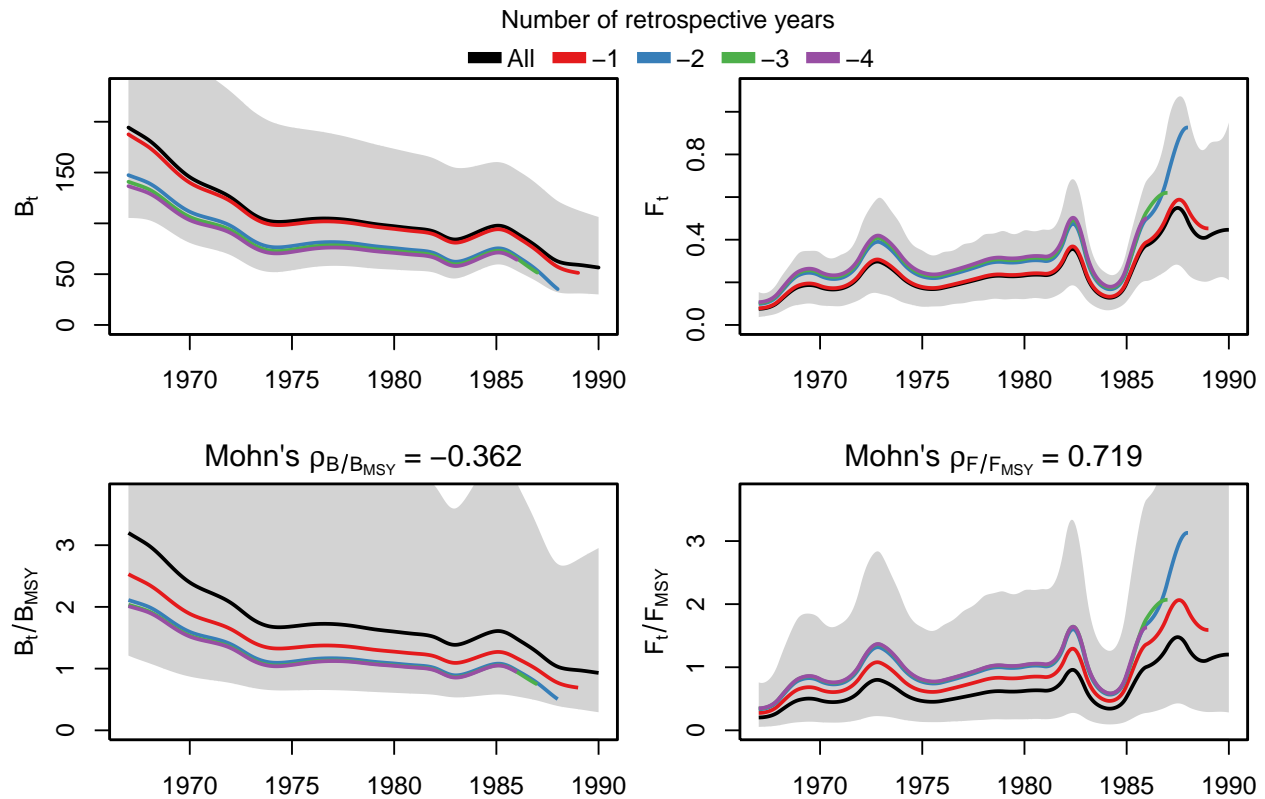 Number of retrospective years
All −1 −2 −3 −4
Bt
0 50 150
1970 1975 1980 1985 1990
Ft
0.0 0.4 0.8
1970 1975 1980 1985 1990
Mohn's ρB/BMSY = −0.362
Bt/BMSY
0 1 2 3
1970 1975 1980 1985 1990
Mohn's ρF/FMSY = 0.719
Ft/FMSY
0 1 2 3
1970 1975 1980 1985 1990